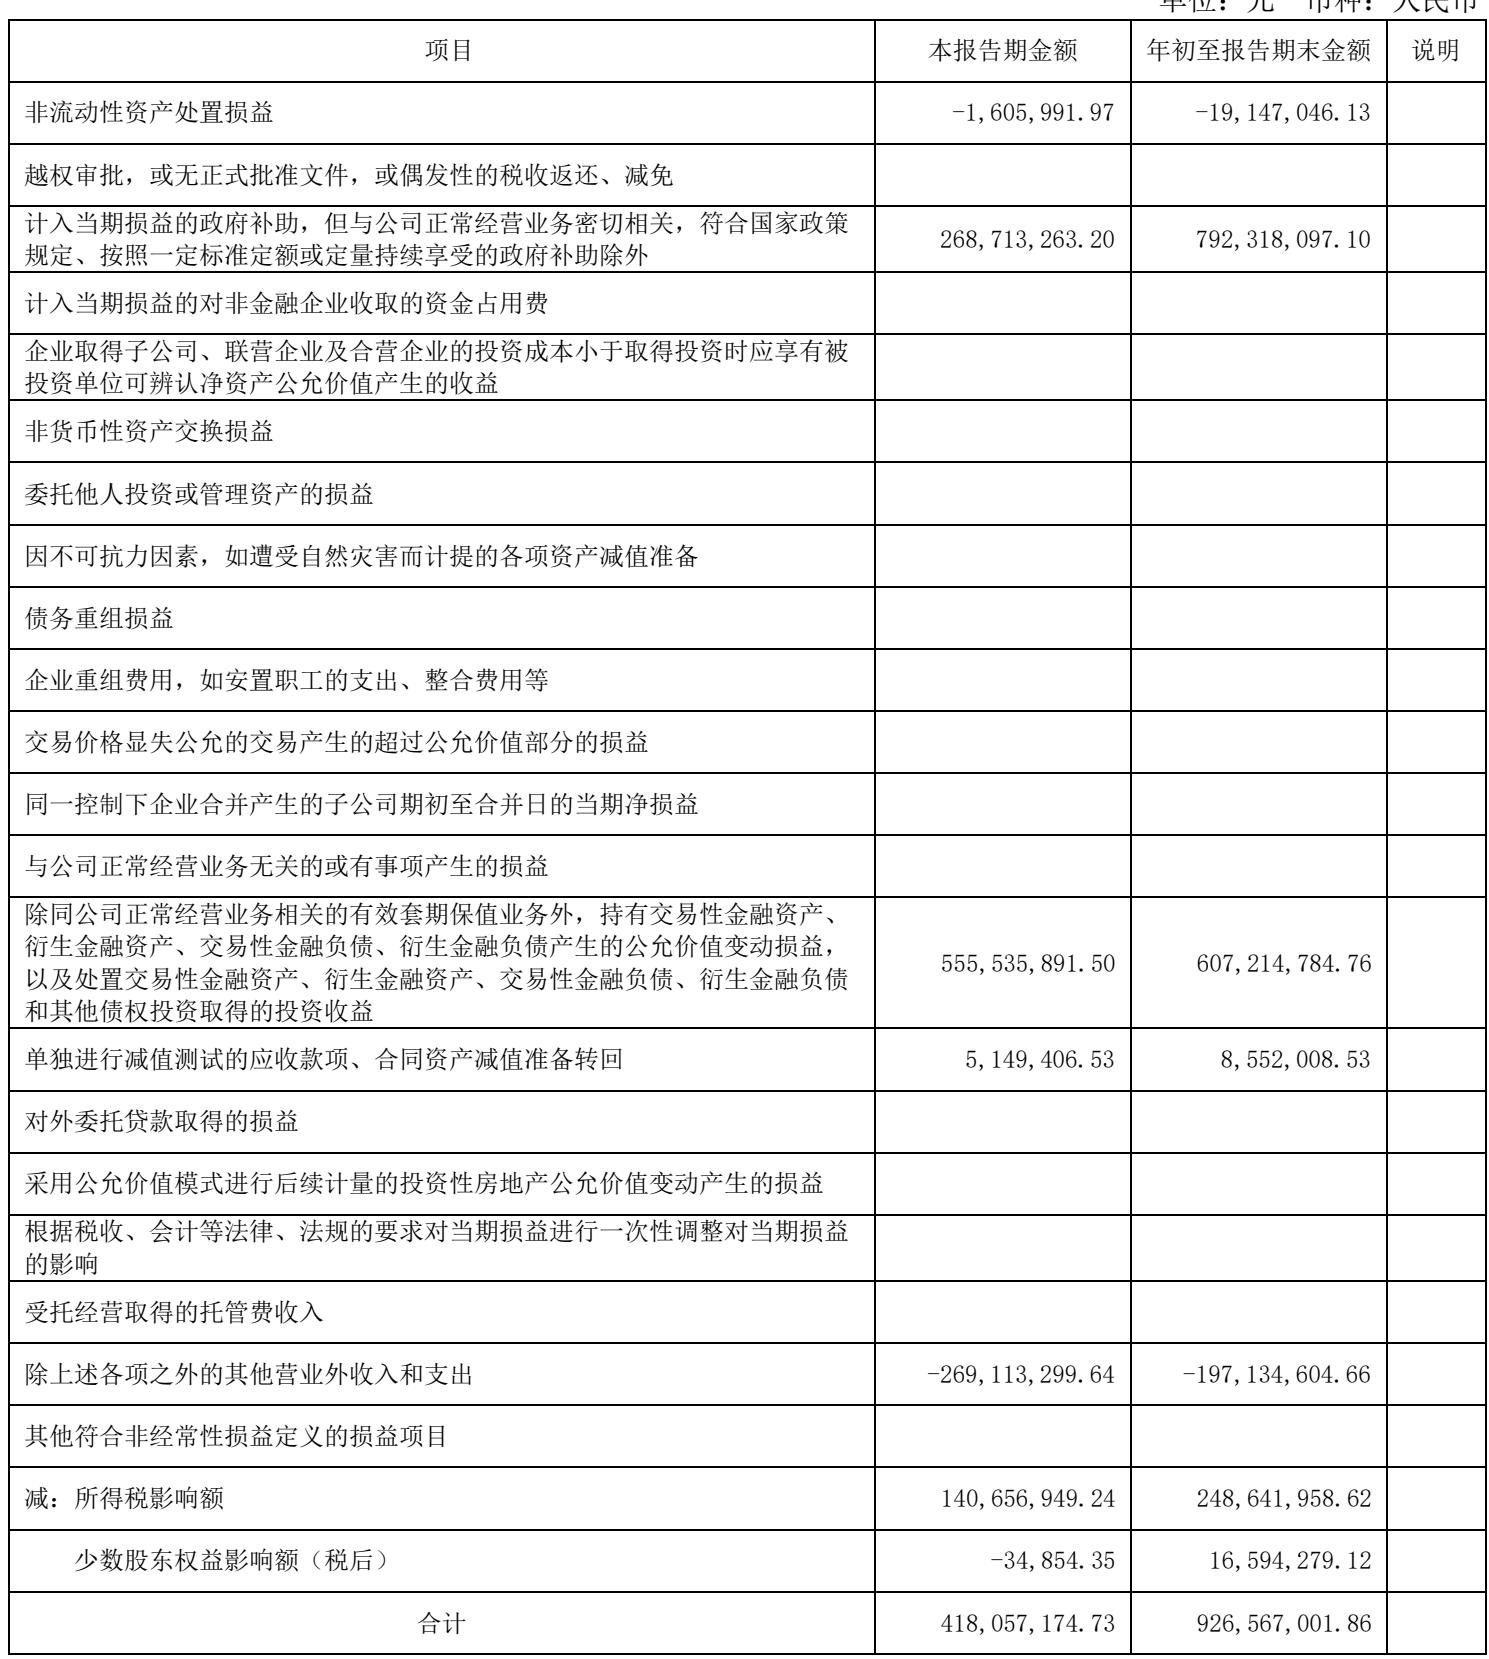 单位：元 币种：人民币
项目 本报告期金额 年初至报告期末金额 说明
非流动性资产处置损益 -1,605,991.97 -19,147,046.13
越权审批，或无正式批准文件，或偶发性的税收返还、减免
计入当期损益的政府补助，但与公司正常经营业务密切相关，符合国家政策
规定、按照一定标准定额或定量持续享受的政府补助除外 268,713,263.20 792,318,097.10
计入当期损益的对非金融企业收取的资金占用费
企业取得子公司、联营企业及合营企业的投资成本小于取得投资时应享有被
投资单位可辨认净资产公允价值产生的收益
非货币性资产交换损益
委托他人投资或管理资产的损益
因不可抗力因素，如遭受自然灾害而计提的各项资产减值准备
债务重组损益
企业重组费用，如安置职工的支出、整合费用等
交易价格显失公允的交易产生的超过公允价值部分的损益
同一控制下企业合并产生的子公司期初至合并日的当期净损益
与公司正常经营业务无关的或有事项产生的损益
除同公司正常经营业务相关的有效套期保值业务外，持有交易性金融资产、
衍生金融资产、交易性金融负债、衍生金融负债产生的公允价值变动损益，
以及处置交易性金融资产、衍生金融资产、交易性金融负债、衍生金融负债
和其他债权投资取得的投资收益 555,535,891.50 607,214,784.76
单独进行减值测试的应收款项、合同资产减值准备转回 5,149,406.53 8,552,008.53
对外委托贷款取得的损益
采用公允价值模式进行后续计量的投资性房地产公允价值变动产生的损益
根据税收、会计等法律、法规的要求对当期损益进行一次性调整对当期损益
的影响
受托经营取得的托管费收入
除上述各项之外的其他营业外收入和支出 -269,113,299.64 -197,134,604.66
其他符合非经常性损益定义的损益项目
减：所得税影响额 140,656,949.24 248,641,958.62
少数股东权益影响额（税后） -34,854.35 16,594,279.12
合计 418,057,174.73 926,567,001.86